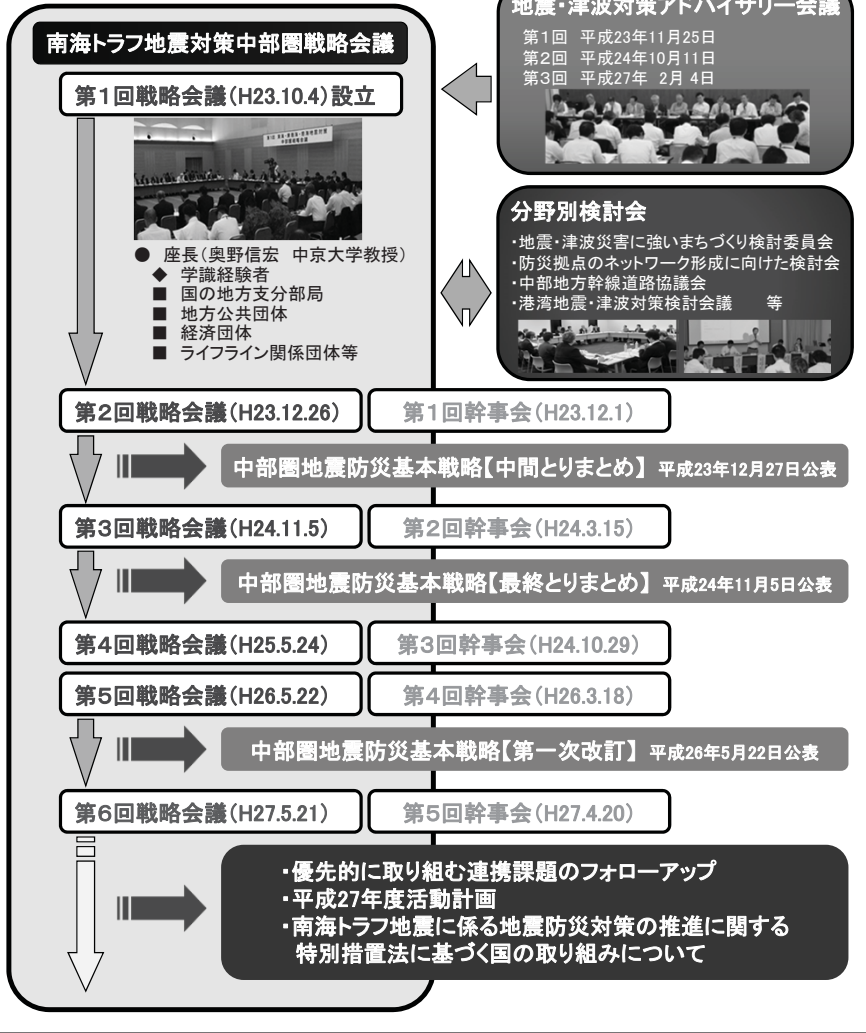 地震・津波対策アドバイザリー会議
第1回 平成23年11月25日
第2回 平成24年10月11日
第3回 平成27年 2月 4日
南海トラフ地震対策中部圏戦略会議
第1回戦略会議(H23.10.4)設立
● 座長(奥野信宏 中京大学教授)
◆ 学識経験者
■ 国の地方支分部局
■ 地方公共団体
■ 経済団体
■ ライフライン関係団体等
分野別検討会
・地震・津波災害に強いまちづくり検討委員会
・防災拠点のネットワーク形成に向けた検討会
・中部地方幹線道路協議会
・港湾地震・津波対策検討会議 等
第2回戦略会議(H23.12.26)
第1回幹事会(H23.12.1)
中部圏地震防災基本戦略【中間とりまとめ】 平成23年12月27日公表
第3回戦略会議(H24.11.5)
第2回幹事会(H24.3.15)
中部圏地震防災基本戦略【最終とりまとめ】 平成24年11月5日公表
第4回戦略会議(H25.5.24)
第3回幹事会(H24.10.29)
第5回戦略会議(H26.5.22)
第4回幹事会(H26.3.18)
中部圏地震防災基本戦略【第一次改訂】 平成26年5月22日公表
第6回戦略会議(H27.5.21)
第5回幹事会(H27.4.20)
・優先的に取り組む連携課題のフォローアップ
・平成27年度活動計画
・南海トラフ地震に係る地震防災対策の推進に関する
特別措置法に基づく国の取り組みについて